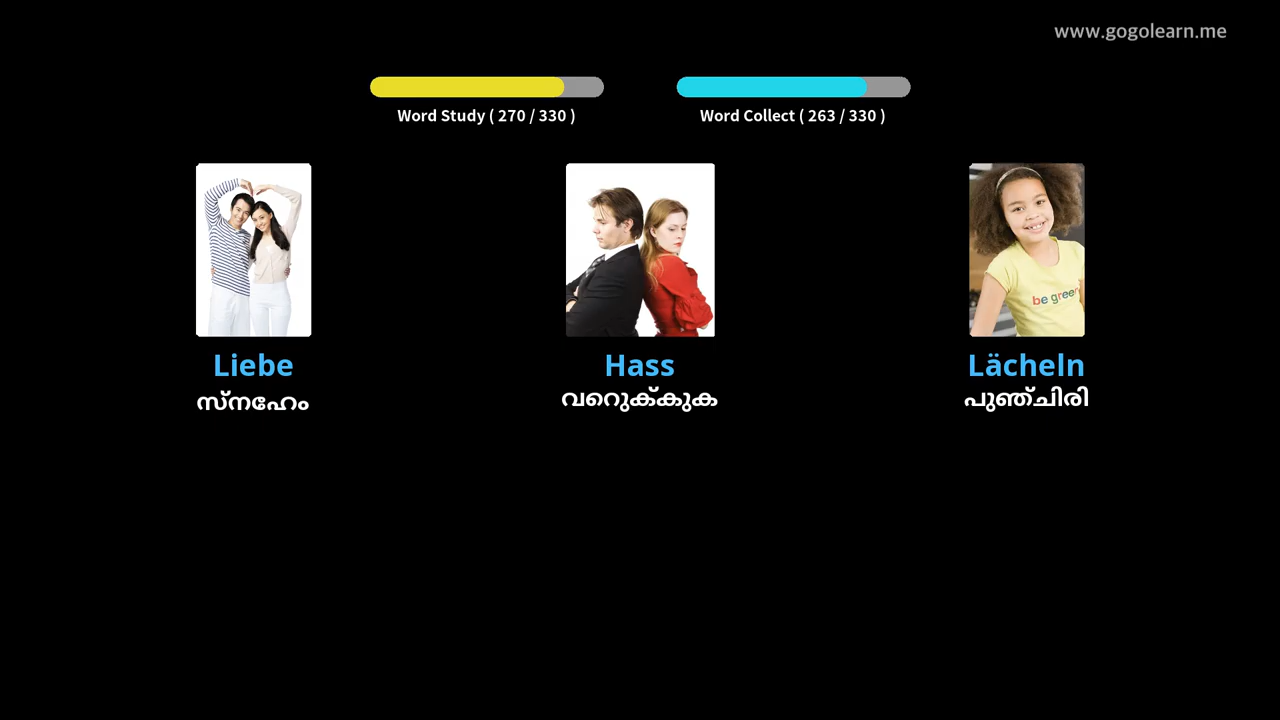 www.gogolearn.me
Word Study ( 270 / 330 )
Word Collect ( 263 / 330 )
be green
Liebe
Hass
Lächeln
സ്നഹേം
വറെുക്കുക
പുഞ്ചിരി